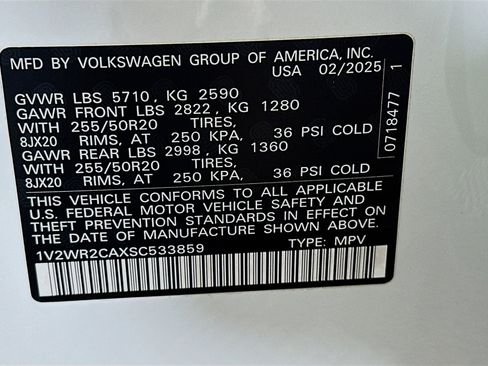 MFD BY VOLKSWAGEN GROUP OF AMERICA, INC.
USA 02/2025
GVWR LBS 5710, KG 2590
GAWR FRONT LBS 2822, KG 1280
WITH 255/50R20 TIRES,
8JX20 RIMS, AT 250 KPA, 36 PSI COLD
GAWR REAR LBS 2998, KG 1360
WITH 255/50R20 TIRES,
8JX20 RIMS, AT 250 KPA, 36 PSI COLD
THIS VEHICLE CONFORMS TO ALL APPLICABLE
U.S. FEDERAL MOTOR VEHICLE SAFETY AND
THEFT PREVENTION STANDARDS IN EFFECT ON
THE DATE OF MANUFACTURE SHOWN ABOVE.
1V2WR2CAXSC533859 TYPE: MPV
0718477 1